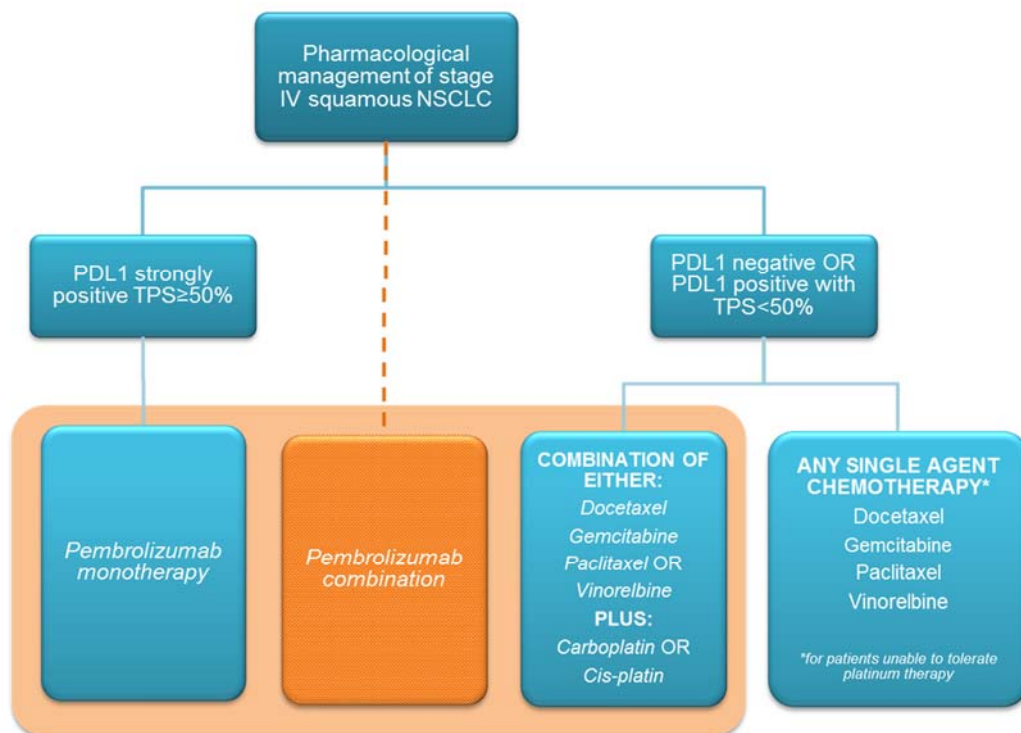 Pharmacological
management of stage
IV squamous NSCLC
PDL1 strongly
positive TPS≥50%
PDL1 negative OR
PDL1 positive with
TPS<50%
Pembrolizumab
monotherapy
Pembrolizumab
combination
COMBINATION OF
EITHER:
Docetaxel
Gemcitabine
Paclitaxel OR
Vinorelbine
PLUS:
Carboplatin OR
Cis-platin
ANY SINGLE AGENT
CHEMOTHERAPY*
Docetaxel
Gemcitabine
Paclitaxel
Vinorelbine
*for patients unable to tolerate
platinum therapy